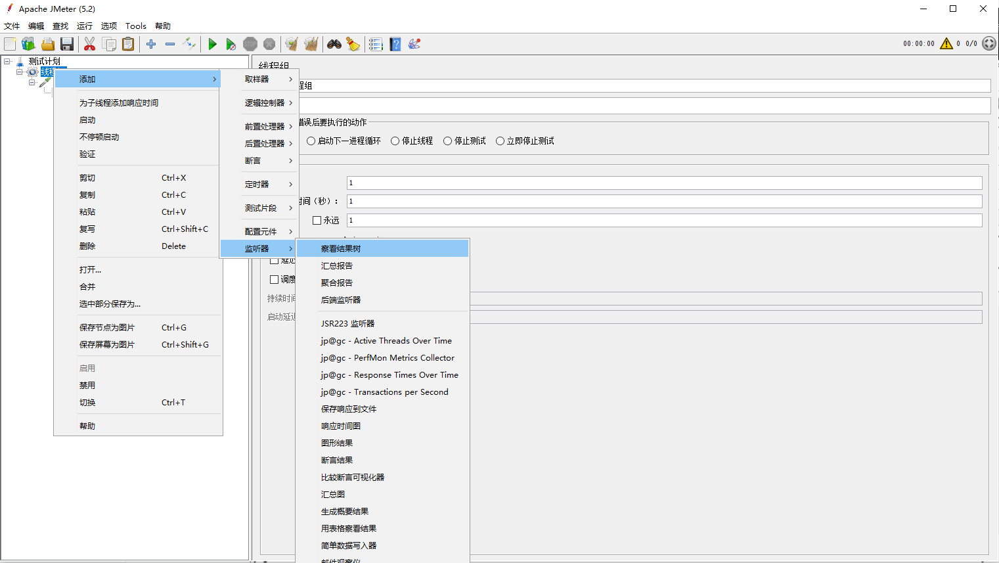 Apache JMeter (5.2)
文件 编辑 查找 运行 选项 Tools 帮助
00:00:00 0 0/0
测试计划
线程
添加
为子线程添加响应时间
启动
不停顿启动
验证
剪切 Ctrl+X
复制 Ctrl+C
粘贴 Ctrl+V
复写 Ctrl+Shift+C
删除 Delete
打开...
合并
选中部分保存为...
保存节点为图片 Ctrl+G
保存屏幕为图片 Ctrl+Shift+G
启用
禁用
切换 Ctrl+T
帮助
取样器
逻辑控制器
前置处理器
后置处理器
断言
定时器
测试片段
配置元件
监听器
察看结果树
汇总报告
聚合报告
后端监听器
JSR223 监听器
jp@gc - Active Threads Over Time
jp@gc - PerfMon Metrics Collector
jp@gc - Response Times Over Time
jp@gc - Transactions per Second
保存响应到文件
响应时间图
图形结果
断言结果
比较断言可视化器
汇总图
生成概要结果
用表格察看结果
简单数据写入器
邮件观察仪
线程组
程组
错误后要执行的动作
启动下一进程循环 停止线程 停止测试 立即停止测试
1
时间（秒）： 1
永远 1
延迟
调度
持续时间
启动延迟